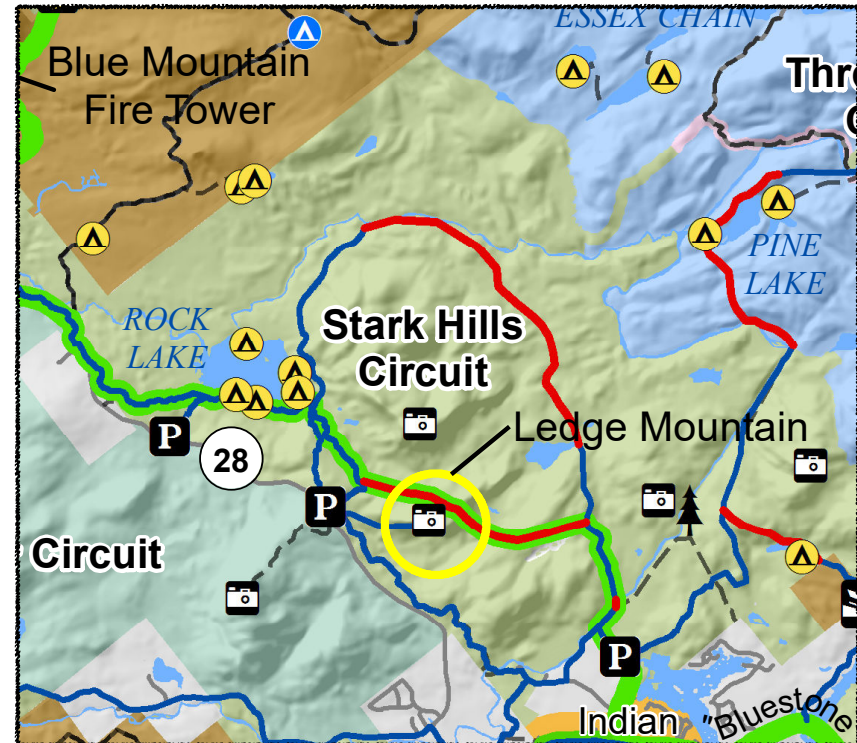 ESSEX CHAIN
Blue Mountain
Fire Tower
Thre
C
PINE
LAKE
ROCK
LAKE
Stark Hills
Circuit
Ledge Mountain
P
28
P
Circuit
P
Indian
"Bluestone